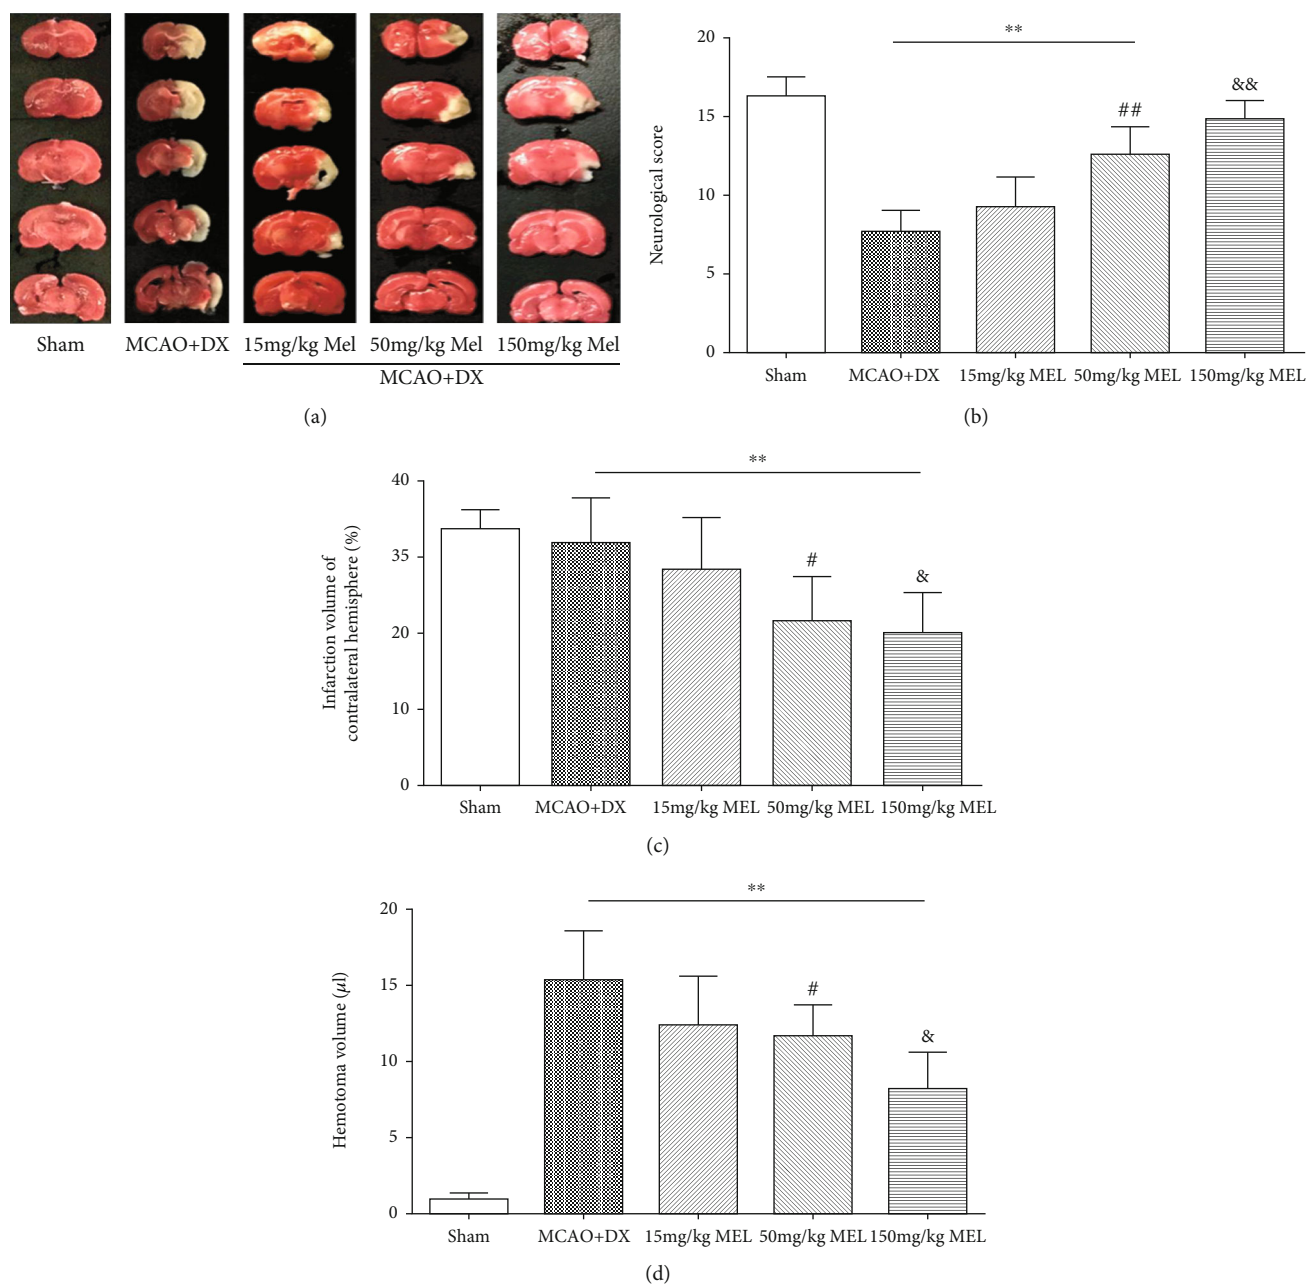 Sham
MCAO+DX
15mg/kg Mel
50mg/kg Mel
150mg/kg Mel
MCAO+DX
(a)
Neurological score
20
15
10
5
0
**
##
&&
Sham
MCAO+DX
15mg/kg MEL
50mg/kg MEL
150mg/kg MEL
(b)
Infarction volume of
contralateral hemisphere (%)
40
35
20
10
0
**
#
&
Sham
MCAO+DX
15mg/kg MEL
50mg/kg MEL
150mg/kg MEL
(c)
Hemotoma volume (μl)
20
15
10
5
0
**
#
&
Sham
MCAO+DX
15mg/kg MEL
50mg/kg MEL
150mg/kg MEL
(d)